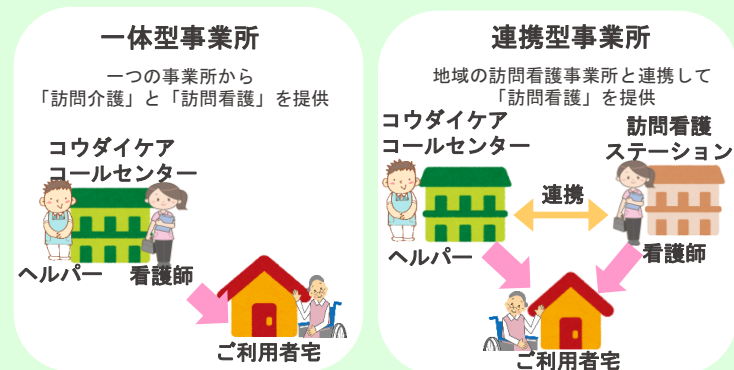 一体型事業所
一つの事業所から
「訪問介護」と「訪問看護」を提供
コウダイケア
コールセンター
ヘルパー
看護師
ご利用者宅
連携型事業所
地域の訪問看護事業所と連携して
「訪問看護」を提供
コウダイケア
コールセンター
訪問看護
ステーション
連携
ヘルパー
看護師
ご利用者宅